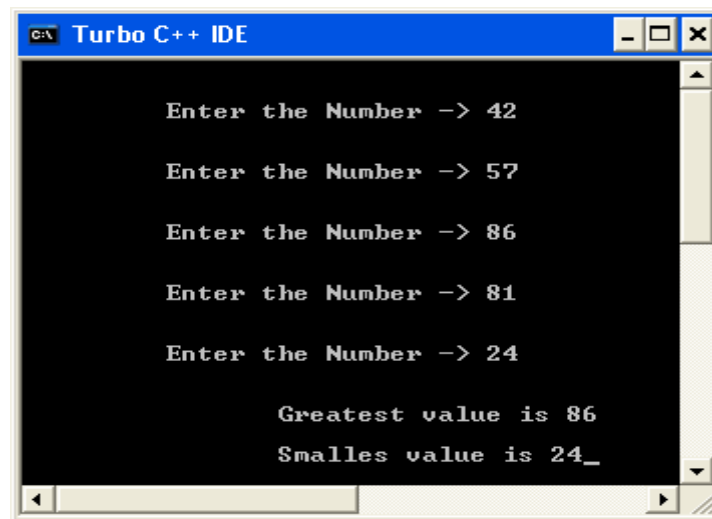 Turbo C++ IDE
Enter the Number -> 42
Enter the Number -> 57
Enter the Number -> 86
Enter the Number -> 81
Enter the Number -> 24
Greatest value is 86
Smalles value is 24_